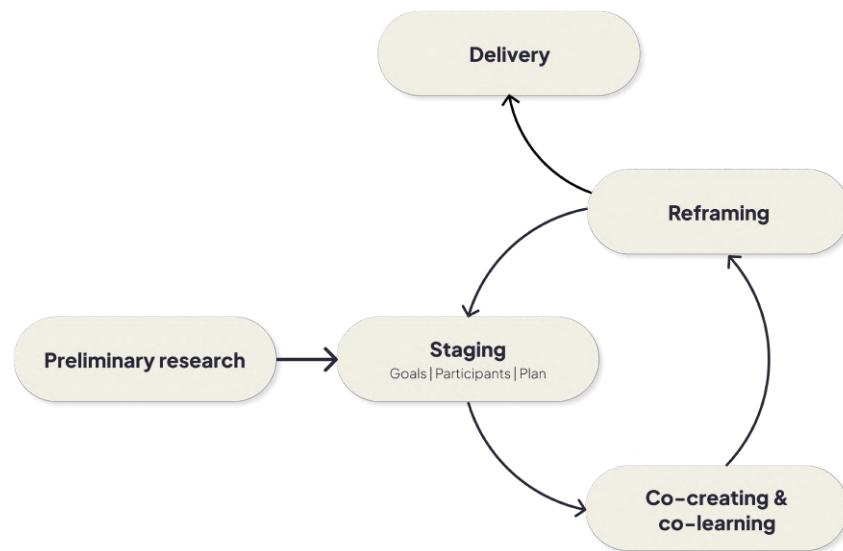 Delivery
Reframing
Preliminary research
Staging
Goals | Participants | Plan
Co-creating &
co-learning